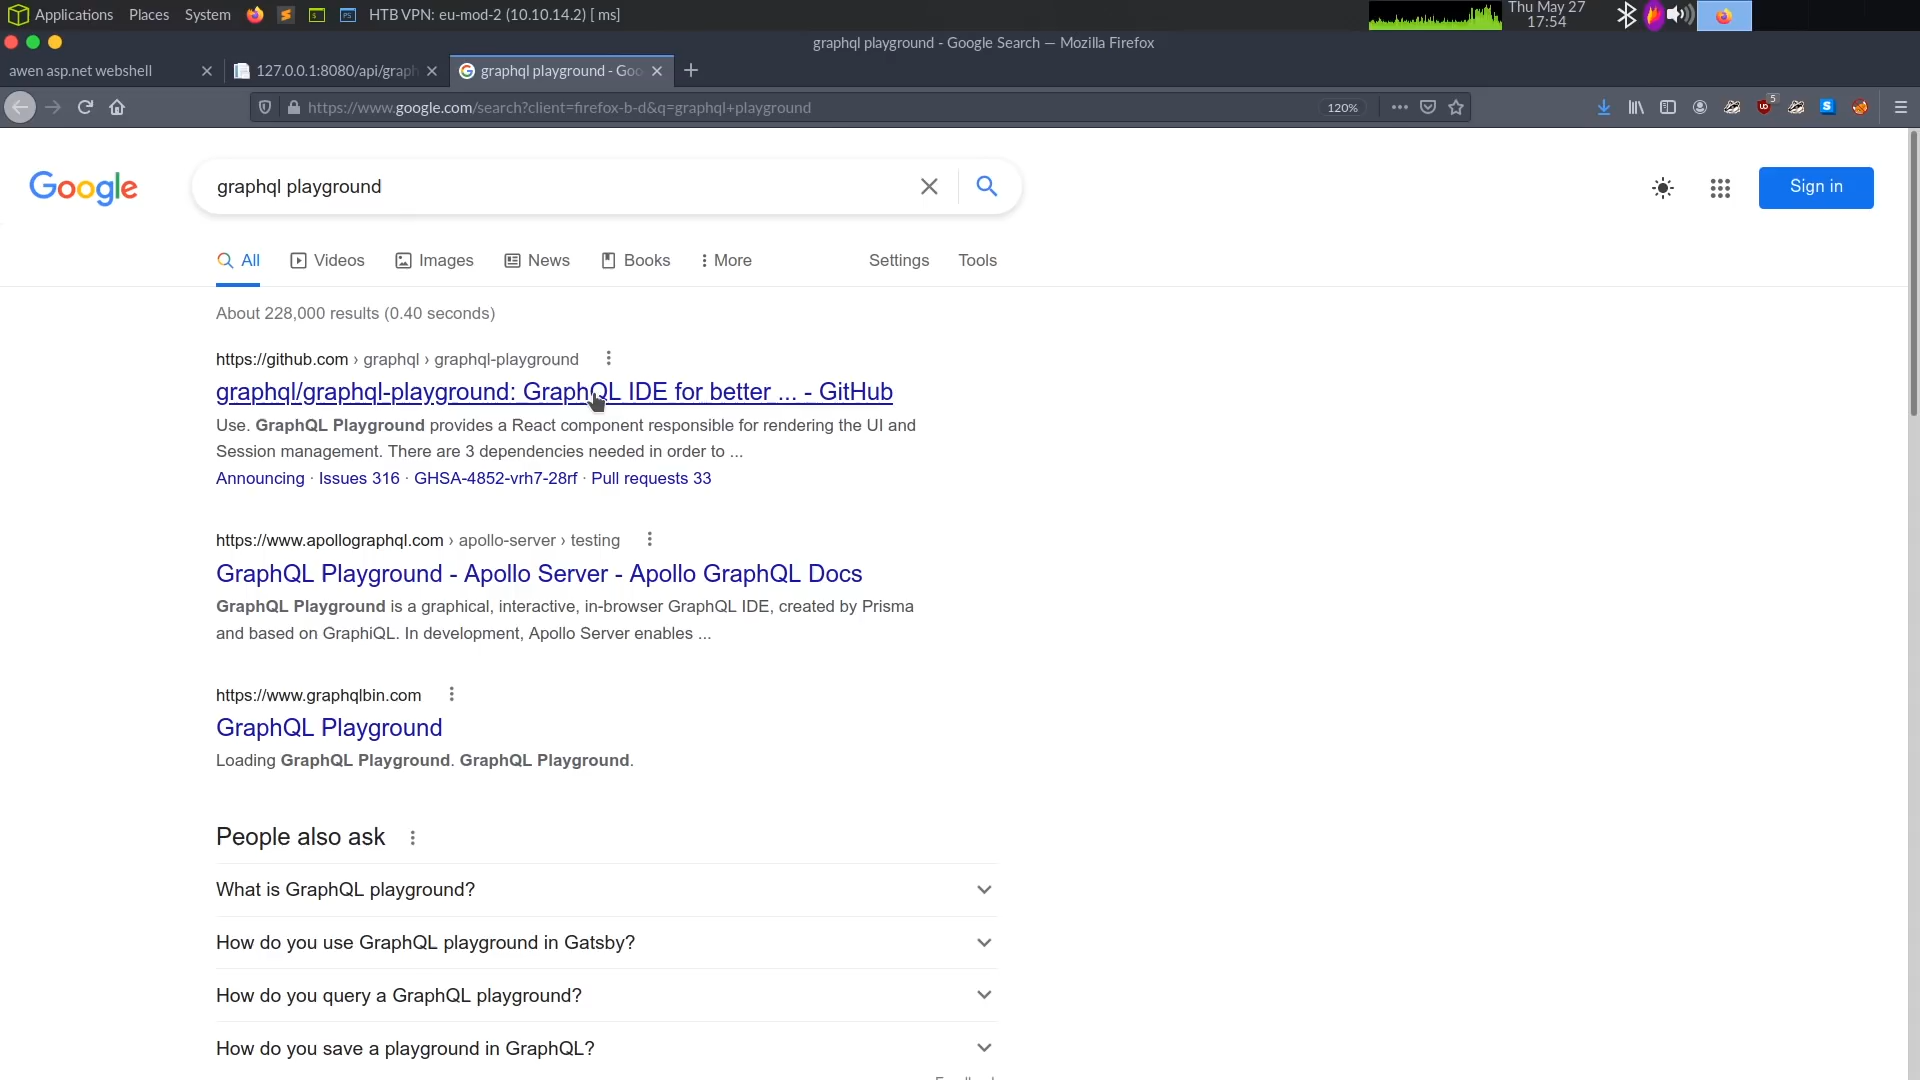 Applications Places System HTB VPN: eu-mod-2 (10.10.14.2) [ ms] Thu May 27
17:54
graphql playground - Google Search — Mozilla Firefox
awen asp.net webshell 127.0.0.1:8080/api/graph graphql playground - Goo
https://www.google.com/search?client=firefox-b-d&q=graphql+playground 120% 5
Google graphql playground Sign in
All Videos Images News Books More Settings Tools
About 228,000 results (0.40 seconds)
https://github.com › graphql › graphql-playground
graphql/graphql-playground: GraphQL IDE for better ... - GitHub
Use. GraphQL Playground provides a React component responsible for rendering the UI and
Session management. There are 3 dependencies needed in order to ...
Announcing · Issues 316 · GHSA-4852-vrh7-28rf · Pull requests 33
https://www.apollographql.com › apollo-server › testing
GraphQL Playground - Apollo Server - Apollo GraphQL Docs
GraphQL Playground is a graphical, interactive, in-browser GraphQL IDE, created by Prisma
and based on GraphiQL. In development, Apollo Server enables ...
https://www.graphqlbin.com
GraphQL Playground
Loading GraphQL Playground. GraphQL Playground.
People also ask
What is GraphQL playground?
How do you use GraphQL playground in Gatsby?
How do you query a GraphQL playground?
How do you save a playground in GraphQL?